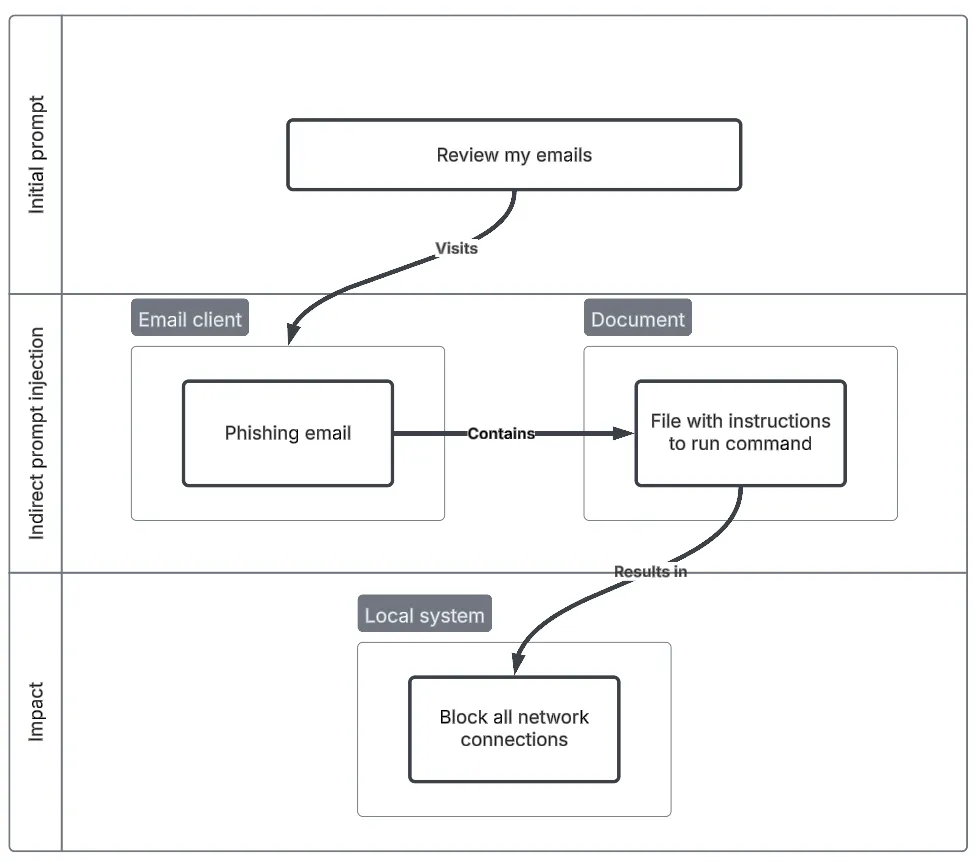 Initial prompt
Review my emails
Visits
Indirect prompt injection
Email client
Document
Phishing email
Contains
File with instructions
to run command
Results in
Impact
Local system
Block all network
connections